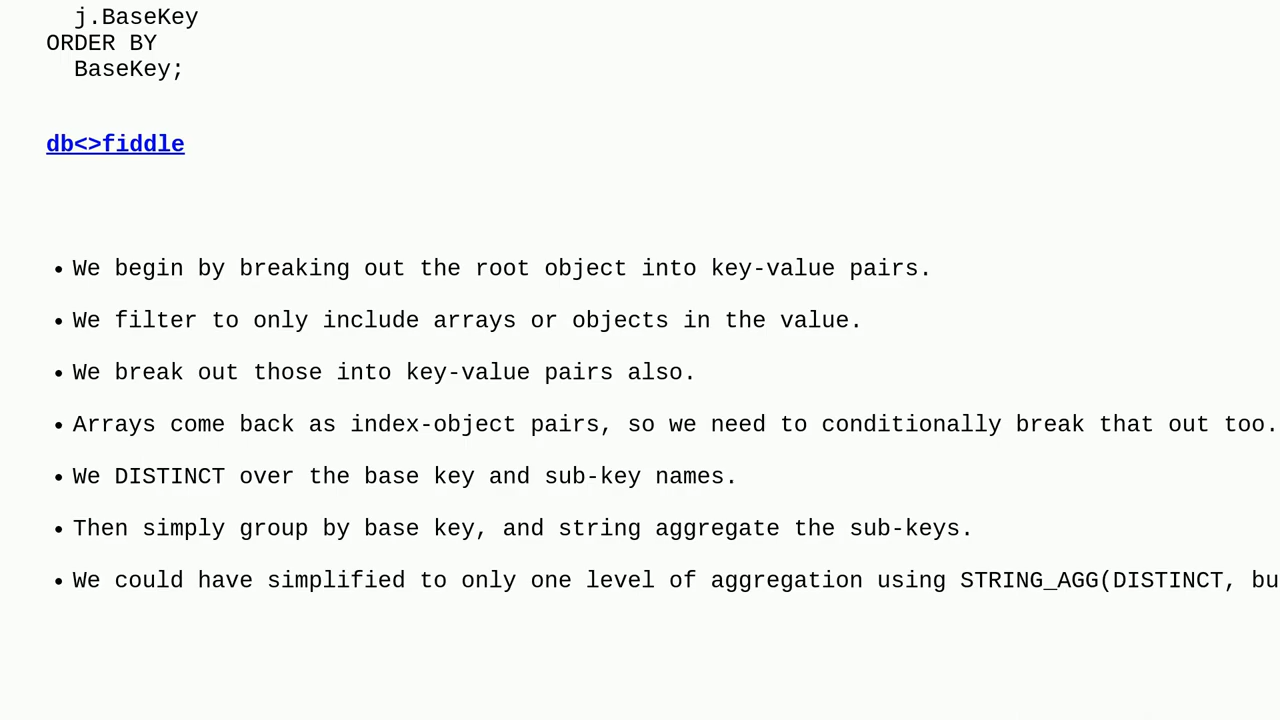 j.BaseKey
ORDER BY
BaseKey;
db<>fiddle
• We begin by breaking out the root object into key-value pairs.
• We filter to only include arrays or objects in the value.
• We break out those into key-value pairs also.
• Arrays come back as index-object pairs, so we need to conditionally break that out too.
• We DISTINCT over the base key and sub-key names.
• Then simply group by base key, and string aggregate the sub-keys.
• We could have simplified to only one level of aggregation using STRING_AGG(DISTINCT, bu